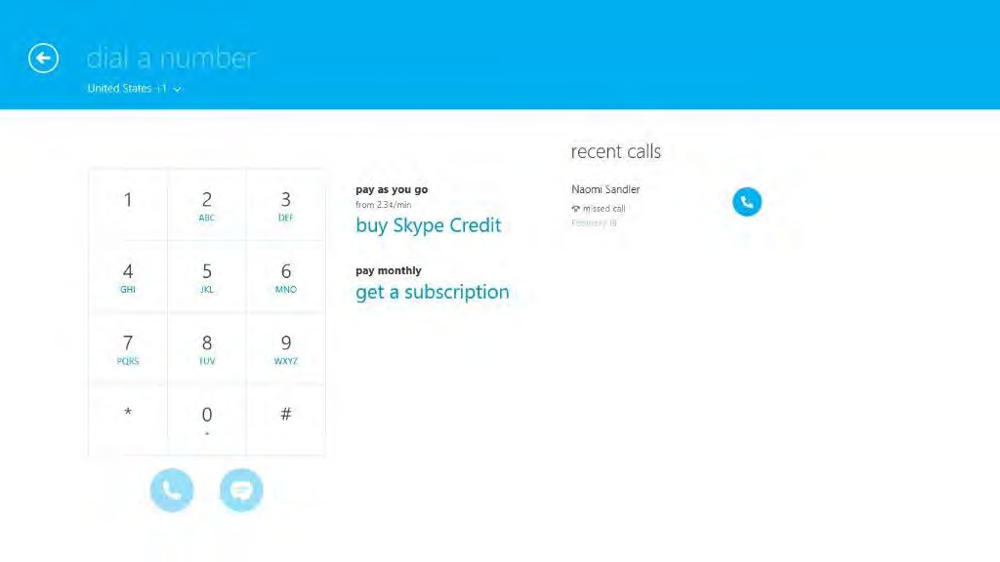 dial a number
United States +1
1
2
ABC
3
DEF
4
GHI
5
JKL
6
MNO
7
PQRS
8
TUV
9
WXYZ
*
0
+
#
pay as you go
from 2.3¢/min
buy Skype Credit
pay monthly
get a subscription
recent calls
Naomi Sandler
missed call
February 18